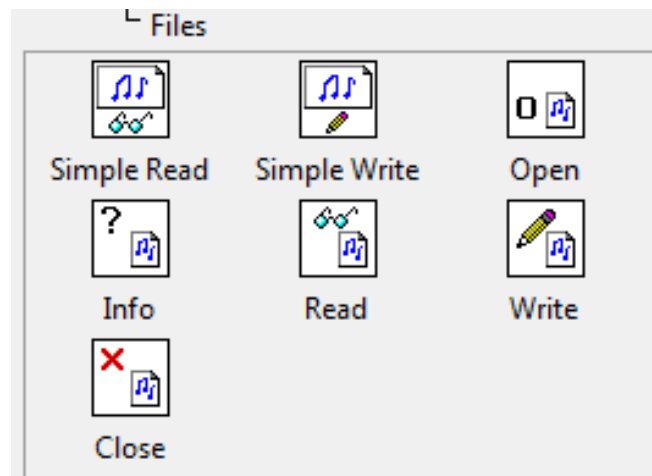 Files
Simple Read
Simple Write
O
Open
?
Info
Read
Write
Close